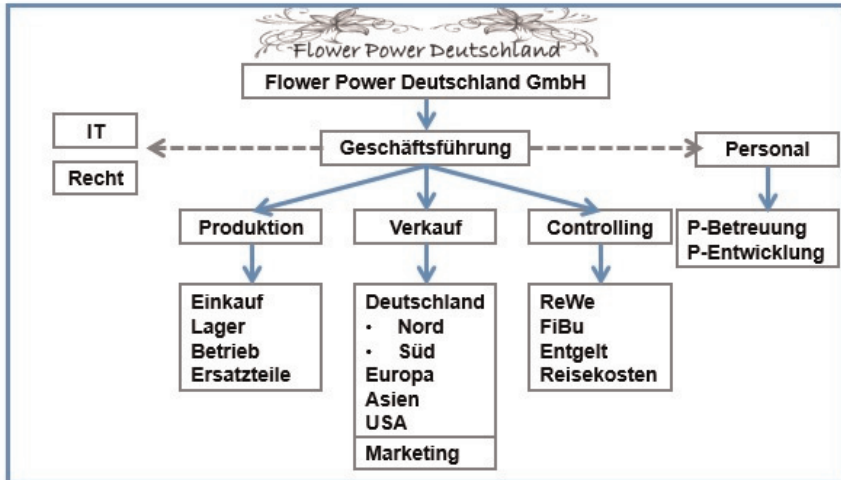 Flower Power Deutschland
Flower Power Deutschland GmbH
IT
Recht
Geschäftsführung
Personal
Produktion
Verkauf
Controlling
P-Betreuung
P-Entwicklung
Einkauf
Lager
Betrieb
Ersatzteile
Deutschland
• Nord
• Süd
Europa
Asien
USA
Marketing
ReWe
FiBu
Entgelt
Reisekosten